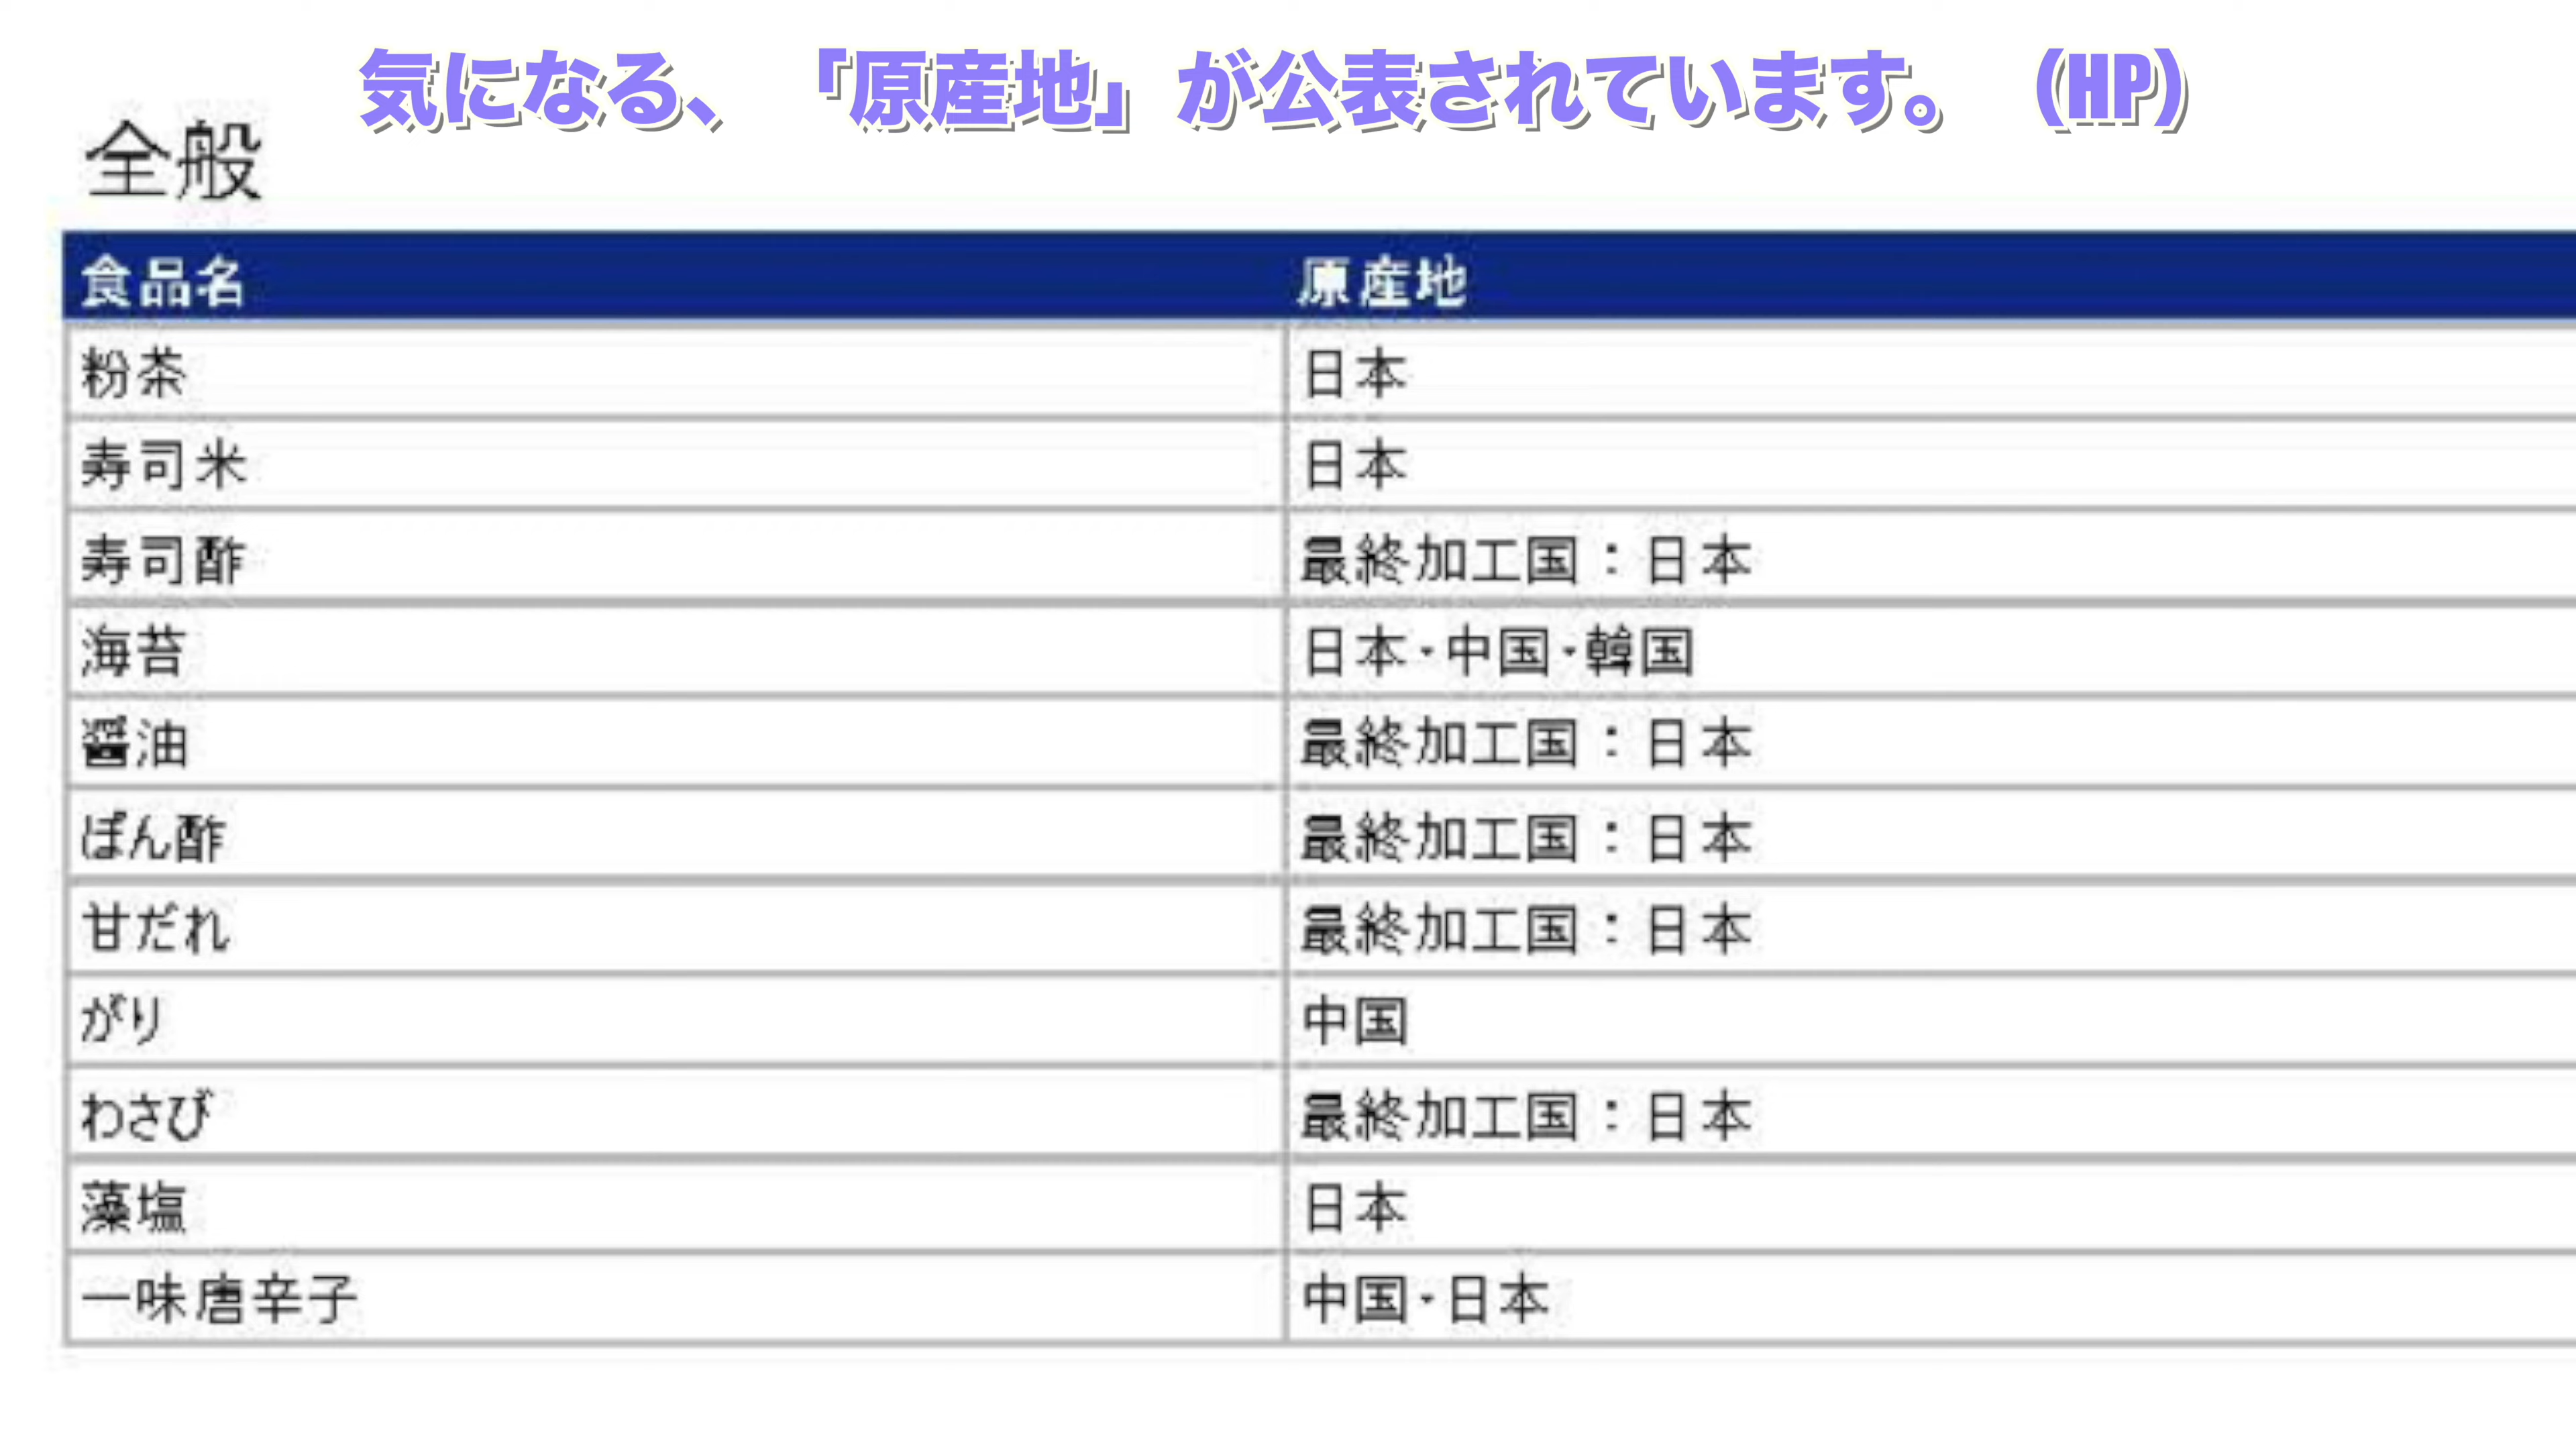 気になる、「原産地」が公表されています。(HP)
全般
食品名 原産地
粉茶 日本
寿司米 日本
寿司酢 最終加工国：日本
海苔 日本・中国・韓国
醤油 最終加工国：日本
ぽん酢 最終加工国：日本
甘だれ 最終加工国：日本
がり 中国
わさび 最終加工国：日本
藻塩 日本
一味唐辛子 中国・日本